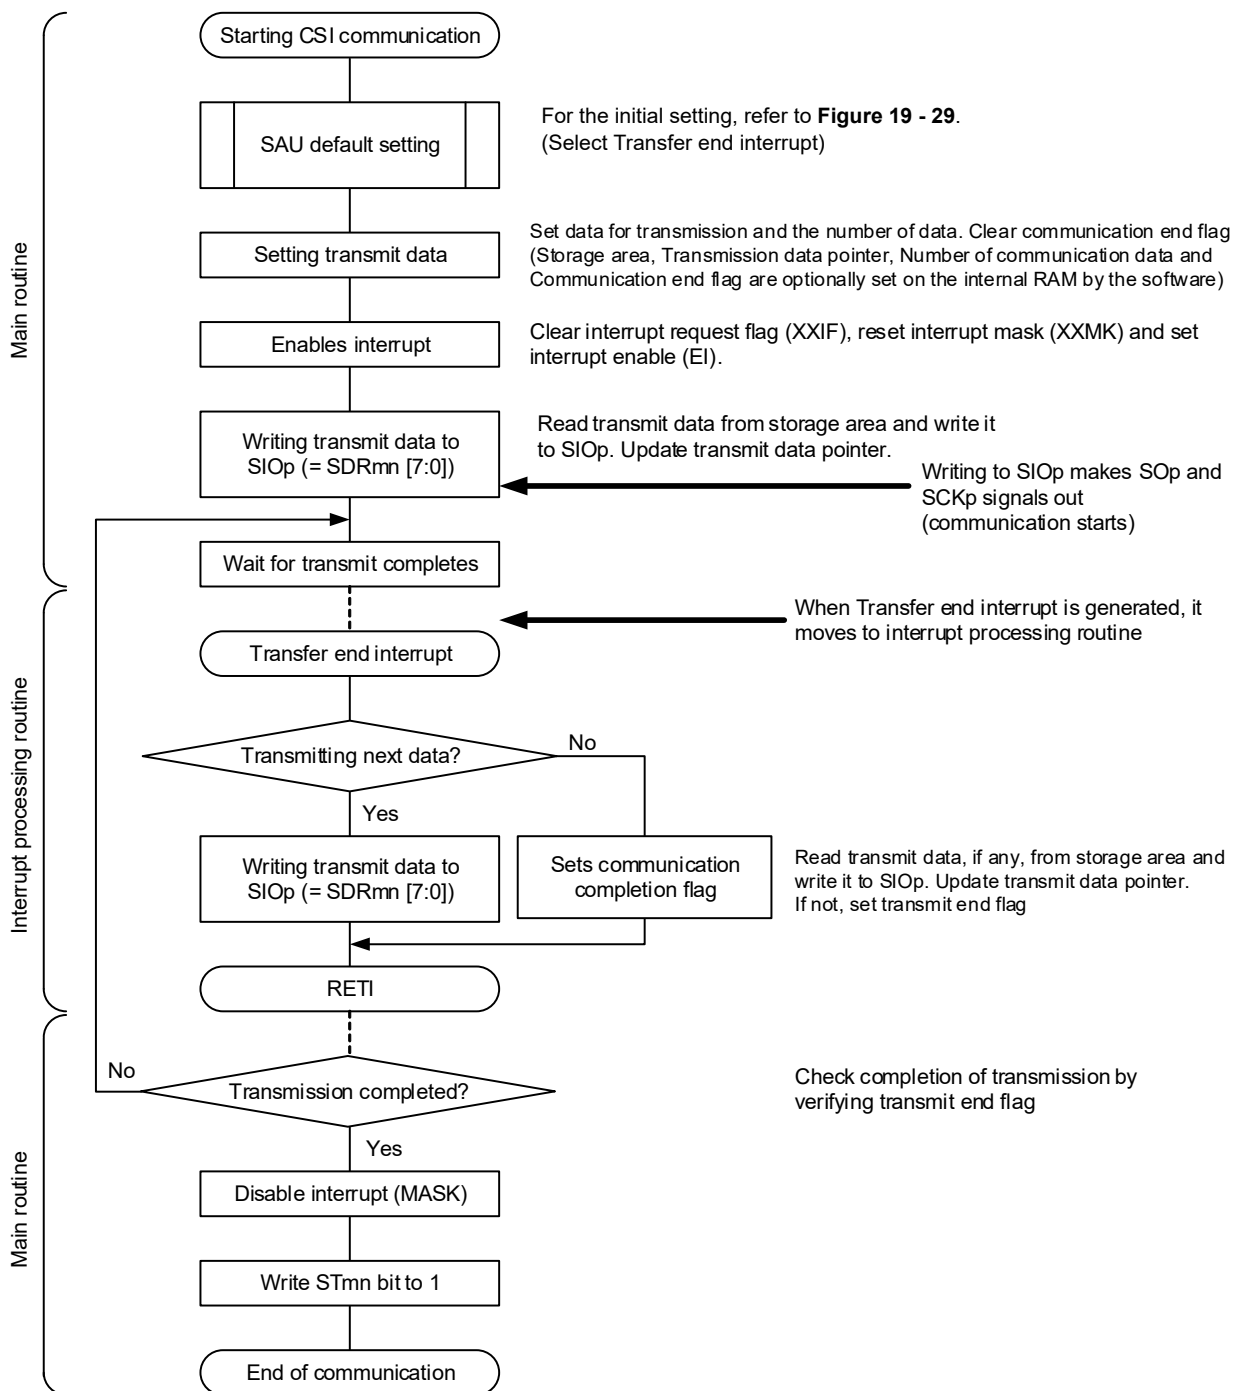 Starting CSI communication
SAU default setting
For the initial setting, refer to Figure 19 - 29.
(Select Transfer end interrupt)
Main routine
Setting transmit data
Set data for transmission and the number of data. Clear communication end flag
(Storage area, Transmission data pointer, Number of communication data and
Communication end flag are optionally set on the internal RAM by the software)
Enables interrupt
Clear interrupt request flag (XXIF), reset interrupt mask (XXMK) and set
interrupt enable (EI).
Writing transmit data to
SIOp (= SDRmn [7:0])
Read transmit data from storage area and write it
to SIOp. Update transmit data pointer.
Writing to SIOp makes SOp and
SCKp signals out
(communication starts)
Wait for transmit completes
When Transfer end interrupt is generated, it
moves to interrupt processing routine
Interrupt processing routine
Transfer end interrupt
Transmitting next data?
No
Yes
Writing transmit data to
SIOp (= SDRmn [7:0])
Sets communication
completion flag
Read transmit data, if any, from storage area and
write it to SIOp. Update transmit data pointer.
If not, set transmit end flag
RETI
Main routine
No
Transmission completed?
Check completion of transmission by
verifying transmit end flag
Yes
Disable interrupt (MASK)
Write STmn bit to 1
End of communication